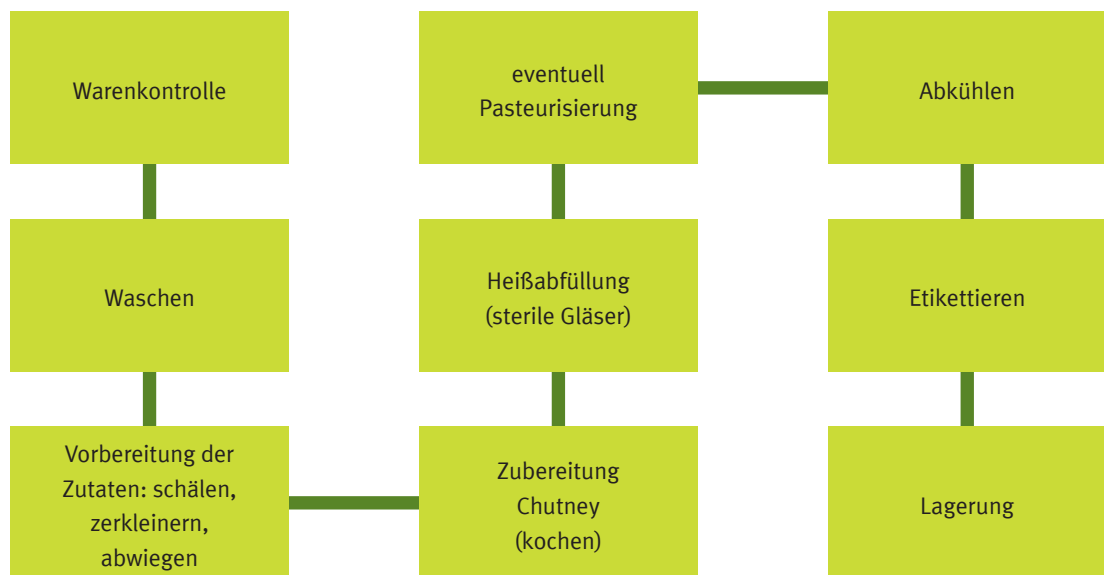 Warenkontrolle
Waschen
Vorbereitung der
Zutaten: schälen,
zerkleinern,
abwiegen
Zubereitung
Chutney
(kochen)
Heißabfüllung
(sterile Gläser)
eventuell
Pasteurisierung
Abkühlen
Etikettieren
Lagerung